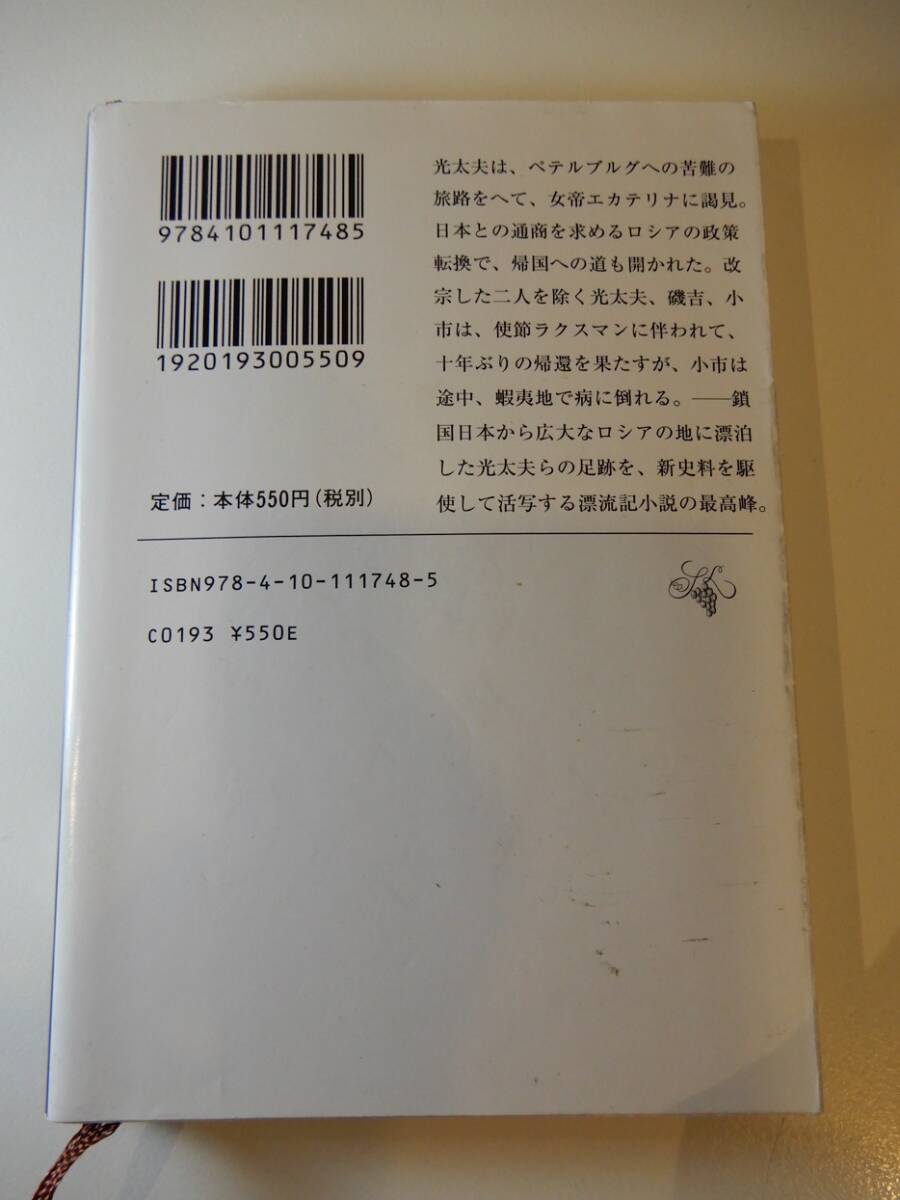 9784101117485
1920193005509
定価：本体550円（税別）
光太夫は、ペテルブルグへの苦難の
旅路をへて、女帝エカテリナに謁見。
日本との通商を求めるロシアの政策
転換で、帰国への道も開かれた。改
宗した二人を除く光太夫、磯吉、小
市は、使節ラクスマンに伴われて、
十年ぶりの帰還を果たすが、小市は
途中、蝦夷地で病に倒れる。――鎖
国日本から広大なロシアの地に漂泊
した光太夫らの足跡を、新史料を駆
使して活写する漂流記小説の最高峰。
ISBN978-4-10-111748-5
C0193 ¥550E